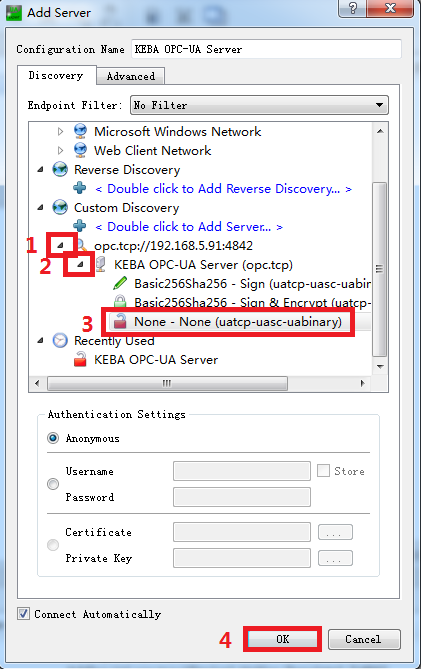 Add Server
?
Configuration Name KEBA OPC-UA Server
Discovery Advanced
Endpoint Filter: No Filter
Microsoft Windows Network
Web Client Network
Reverse Discovery
< Double click to Add Reverse Discovery... >
Custom Discovery
< Double click to Add Server... >
1 opc.tcp://192.168.5.91:4842
2 KEBA OPC-UA Server (opc.tcp)
Basic256Sha256 - Sign (uatcp-uasc-uabinar
Basic256Sha256 - Sign & Encrypt (uatcp-
3 None - None (uatcp-uasc-uabinary)
Recently Used
KEBA OPC-UA Server
Authentication Settings
Anonymous
Username Store
Password
Certificate ...
Private Key ...
Connect Automatically
4 OK Cancel